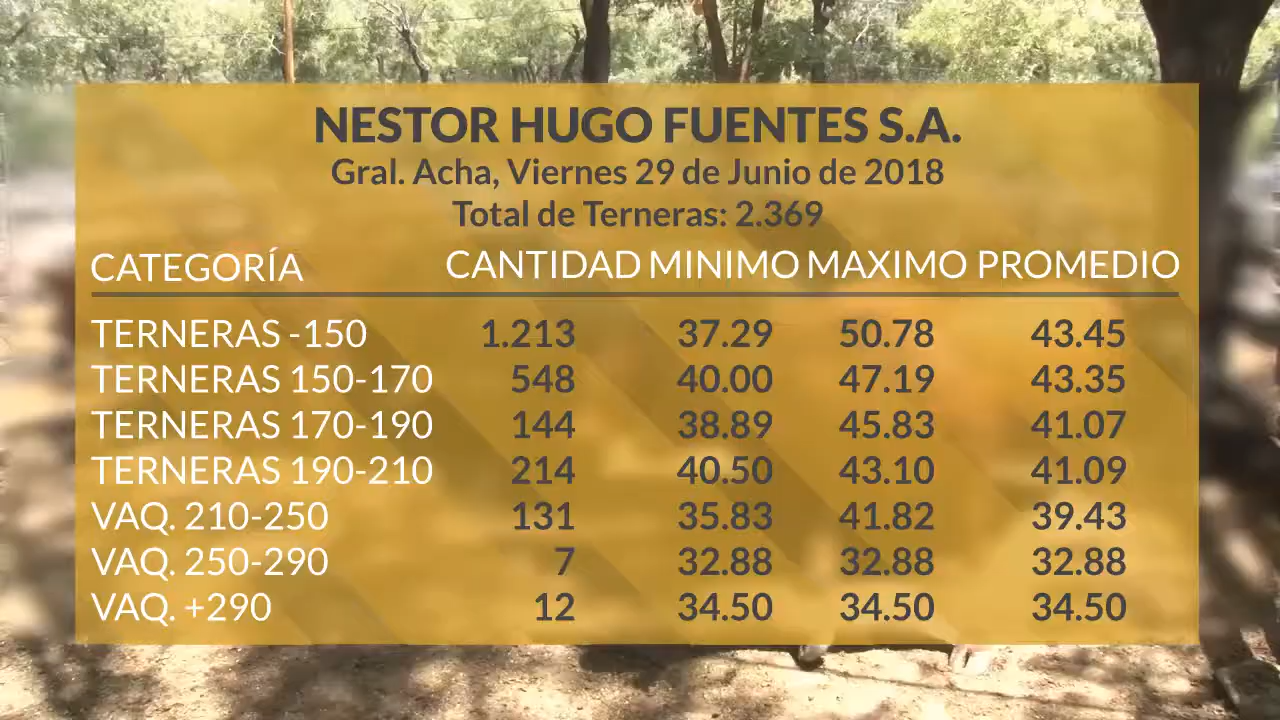 NESTOR HUGO FUENTES S.A.
Gral. Acha, Viernes 29 de Junio de 2018
Total de Terneras: 2.369
CATEGORÍA CANTIDAD MINIMO MAXIMO PROMEDIO
TERNERAS -150 1.213 37.29 50.78 43.45
TERNERAS 150-170 548 40.00 47.19 43.35
TERNERAS 170-190 144 38.89 45.83 41.07
TERNERAS 190-210 214 40.50 43.10 41.09
VAQ. 210-250 131 35.83 41.82 39.43
VAQ. 250-290 7 32.88 32.88 32.88
VAQ. +290 12 34.50 34.50 34.50